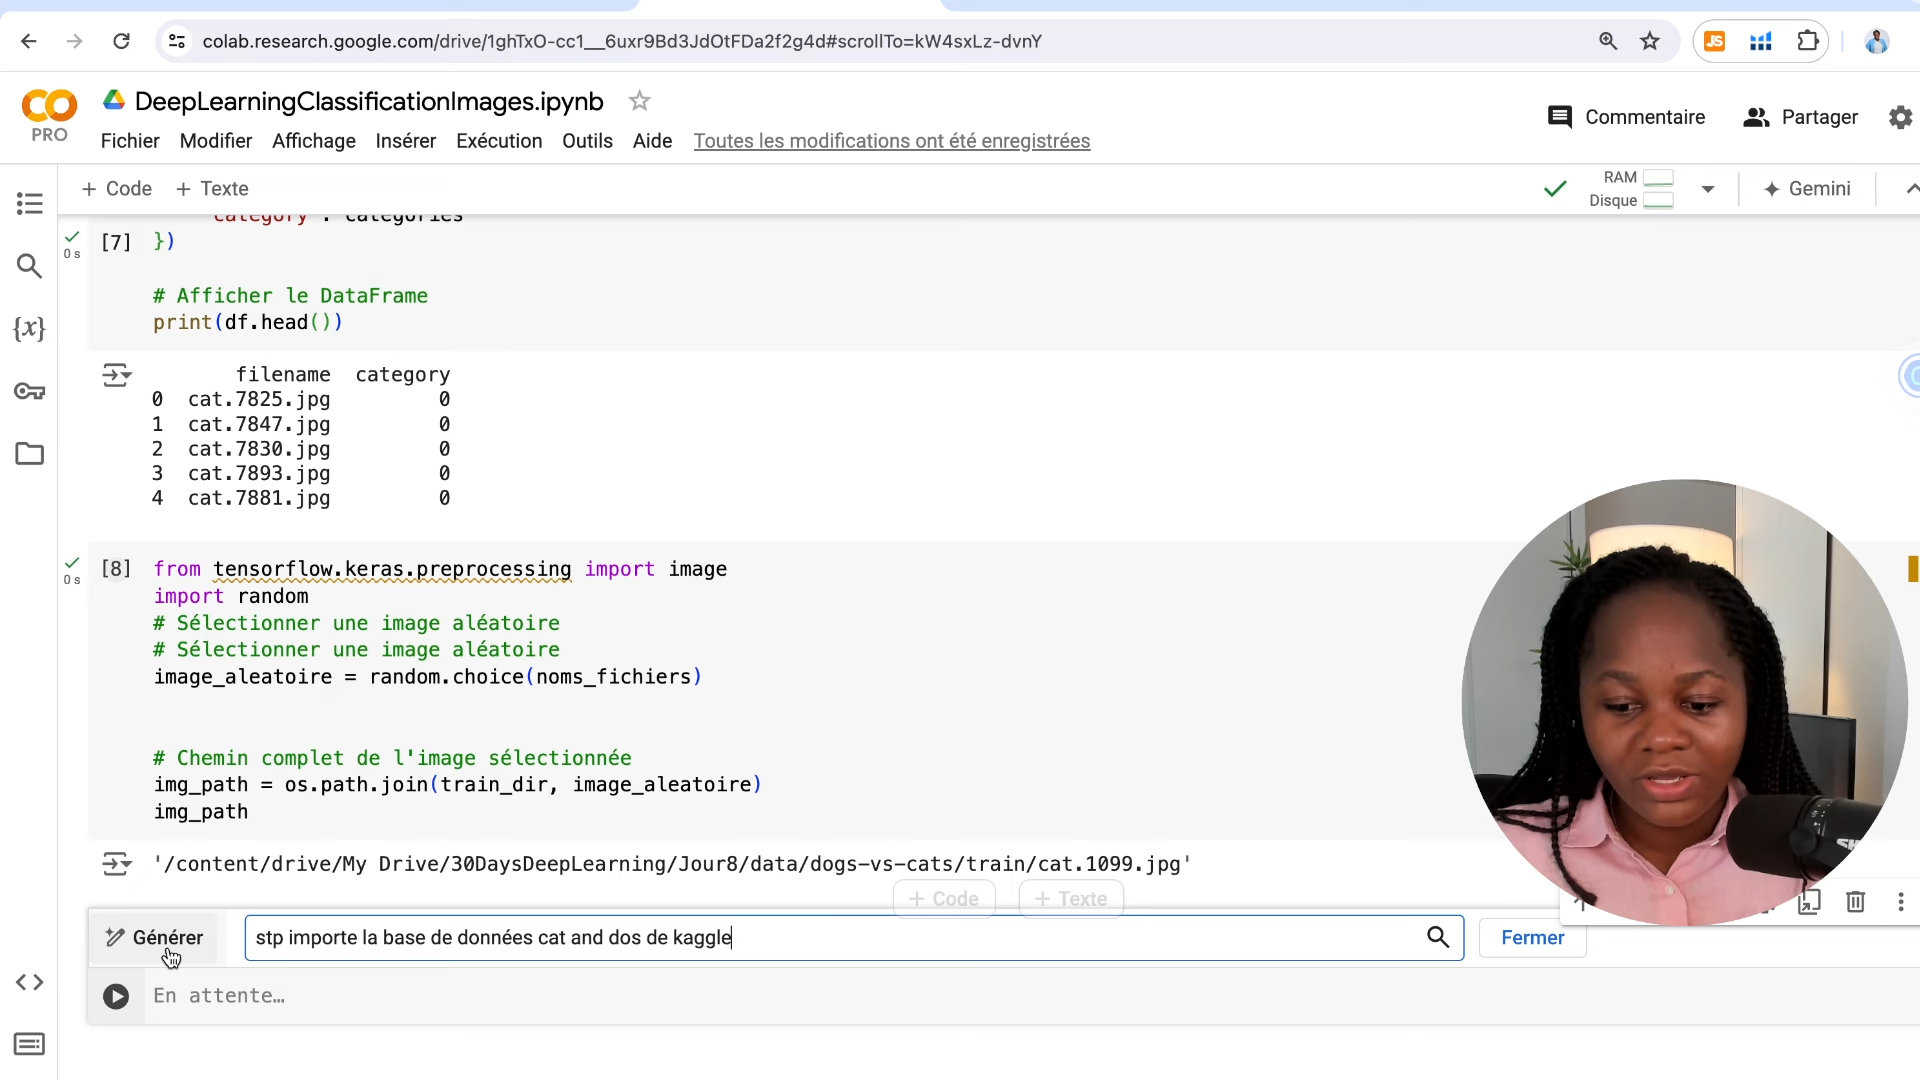 colab.research.google.com/drive/1ghTxO-cc1__6uxr9Bd3JdOtFDa2f2g4d#scrollTo=kW4sxLz-dvnY
JS
PRO
DeepLearningClassificationImages.ipynb
Commentaire
Partager
Fichier Modifier Affichage Insérer Exécution Outils Aide Toutes les modifications ont été enregistrées
+ Code + Texte
RAM
Disque
Gemini
category : categories
0 s
[7] })
# Afficher le DataFrame
print(df.head())
filename category
0 cat.7825.jpg 0
1 cat.7847.jpg 0
2 cat.7830.jpg 0
3 cat.7893.jpg 0
4 cat.7881.jpg 0
0 s
[8] from tensorflow.keras.preprocessing import image
import random
# Sélectionner une image aléatoire
# Sélectionner une image aléatoire
image_aleatoire = random.choice(noms_fichiers)
# Chemin complet de l'image sélectionnée
img_path = os.path.join(train_dir, image_aleatoire)
img_path
'/content/drive/My Drive/30DaysDeepLearning/Jour8/data/dogs-vs-cats/train/cat.1099.jpg'
+ Code + Texte
Générer stp importe la base de données cat and dos de kaggle Fermer
En attente…